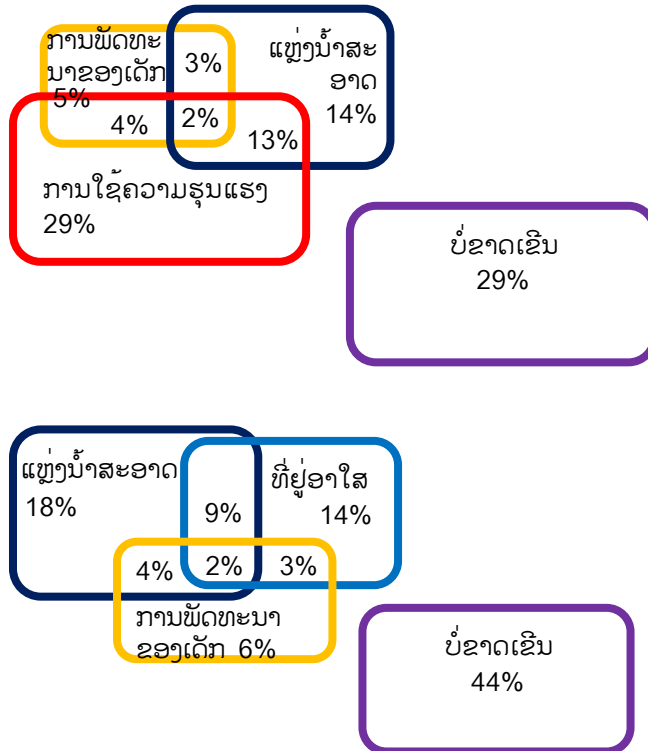 ການພັດທະ
ນາຂອງເດັກ
5%
3%
ແຫຼ່ງນ້ຳສະ
ອາດ
14%
4%
2%
13%
ການໃຊ້ຄວາມຮຸນແຮງ
29%
ບໍ່ຂາດເຂີນ
29%
ແຫຼ່ງນ້ຳສະອາດ
18%
9%
ທີ່ຢູ່ອາໃສ
14%
4%
2%
3%
ການພັດທະນາ
ຂອງເດັກ 6%
ບໍ່ຂາດເຂີນ
44%